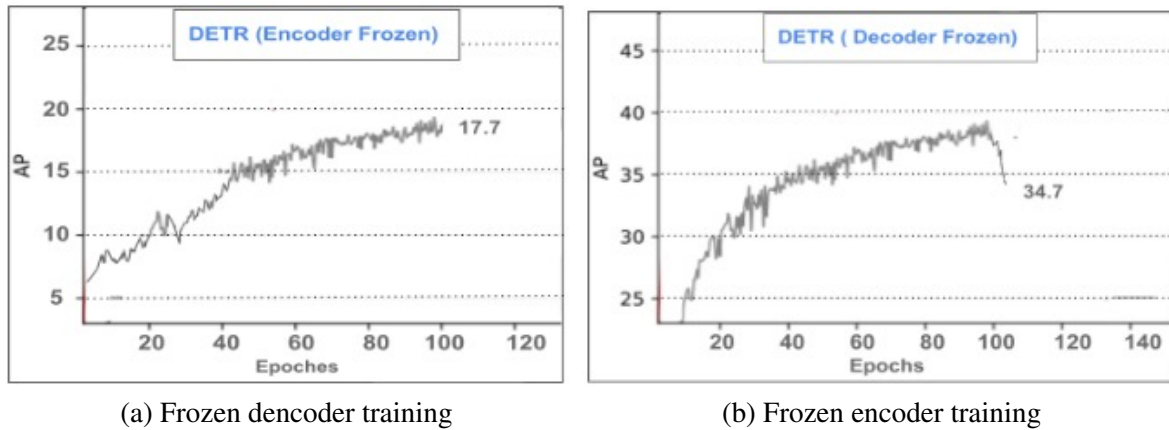 DETR (Encoder Frozen)
25
20
15
10
5
AP
17.7
20 40 60 80 100 120
Epoches
(a) Frozen dencoder training
DETR ( Decoder Frozen)
45
40
35
30
25
AP
34.7
20 40 60 80 100 120 140
Epochs
(b) Frozen encoder training